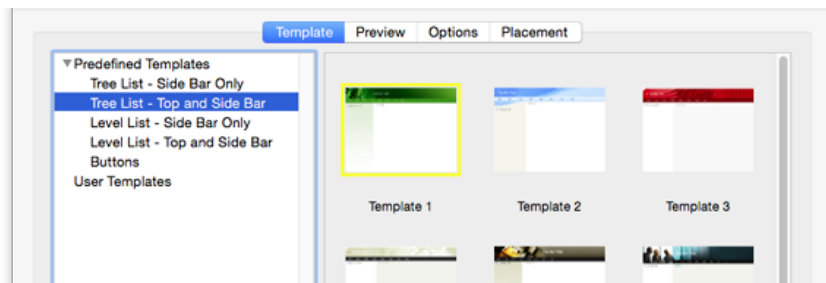 Template Preview Options Placement
Predefined Templates
Tree List - Side Bar Only
Tree List - Top and Side Bar
Level List - Side Bar Only
Level List - Top and Side Bar
Buttons
User Templates
Template 1 Template 2 Template 3